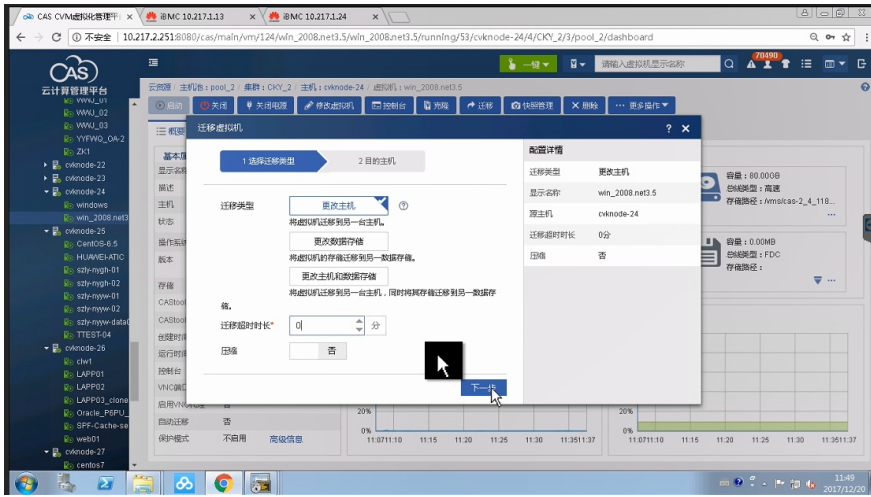 CAS CVM虚拟化管理平
iBMC 10.217.1.13
iBMC 10.217.1.24
不安全 | 10.217.2.251:8080/cas/main/vm/124/win_2008.net3.5/win_2008.net3.5/running/53/cvknode-24/4/CKY_2/3/pool_2/dashboard
CAS
云计算管理平台
一键
请输入虚拟机显示名称
70490
云资源 / 主机池：pool_2 / 集群：CKY_2 / 主机：cvknode-24 / 虚拟机：win_2008.net3.5
启动 关闭电源 修改虚拟机 控制台 克隆 迁移 快照管理 删除 ... 更多操作
VWJ_02
VWJ_03
YYFWQ_OA-2
ZK1
cvknode-22
cvknode-23
cvknode-24
windows
win_2008.net3
cvknode-25
CentOS-6.5
HUAWEI-ATIC
szly-nygh-01
szly-nygh-02
szly-nyyw-01
szly-nyyw-02
szly-nyyw-data
TTEST-04
cvknode-26
clw1
LAPP01
LAPP02
LAPP03_clone
Oracle_P6PU_
SPF-Cache-se
web01
cvknode-27
centos7
概要
基本属
显示名称
描述
主机
状态
操作系统
版本
存储
CAStool
CAStool
创建时间
运行时间
控制台
VNC端口
自动迁移 否
保护模式 不启用 高级信息
迁移虚拟机
?
1 选择迁移类型
2 目的主机
迁移类型
更改主机
将虚拟机迁移到另一台主机。
更改数据存储
将虚拟机的存储迁移到另一数据存储。
更改主机和数据存储
将虚拟机迁移到另一台主机，同时将其存储迁移到另一数据存
储。
迁移超时时长* 0 分
压缩 否
下一步
配置详情
迁移类型 更改主机
显示名称 win_2008.net3.5
源主机 cvknode-24
迁移超时时长 0分
压缩 否
容量：80.00GB
总线类型：高速
存储路径：/vms/cas-2_4_118...
容量：0.00MB
总线类型：FDC
存储路径：
20%
0%
11:0711:10 11:15 11:20 11:25 11:30 11:3511:37
20%
0%
11:0711:10 11:15 11:20 11:25 11:30 11:3511:37
11:49
2017/12/20